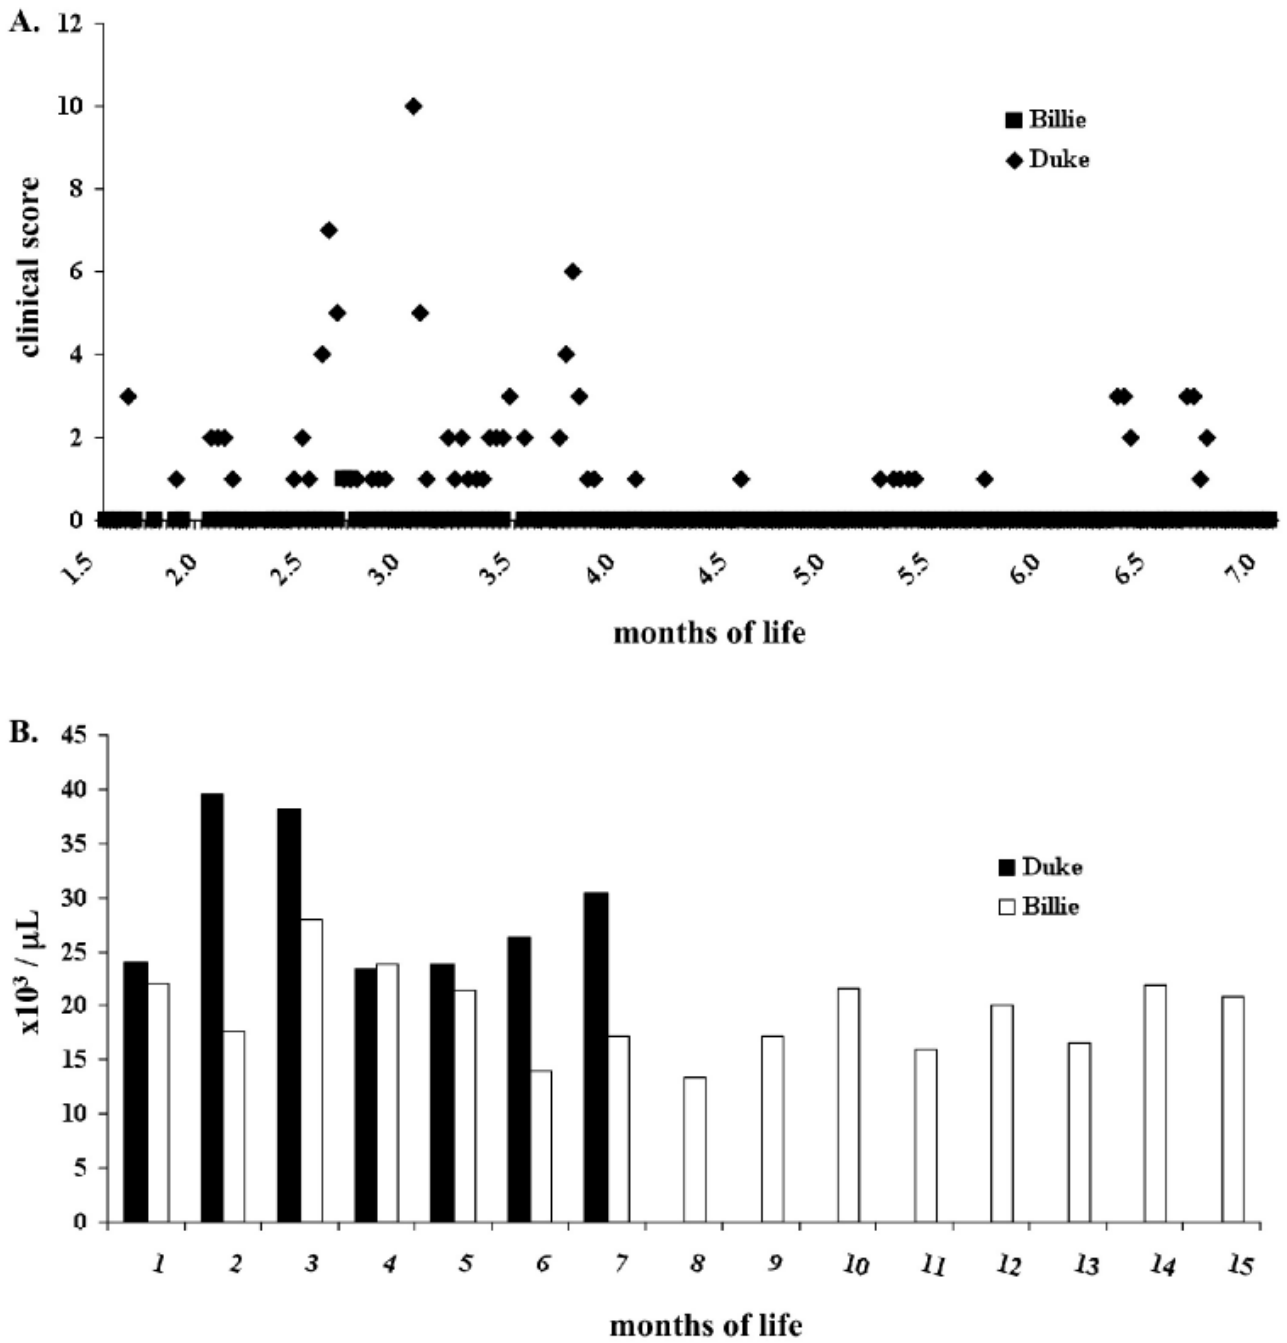 A.
12
10
8
6
4
2
0
clinical score
Billie
Duke
1.5 2.0 2.5 3.0 3.5 4.0 4.5 5.0 5.5 6.0 6.5 7.0
months of life
B.
45
40
35
30
25
20
15
10
5
0
x10³ / μL
Duke
Billie
1 2 3 4 5 6 7 8 9 10 11 12 13 14 15
months of life